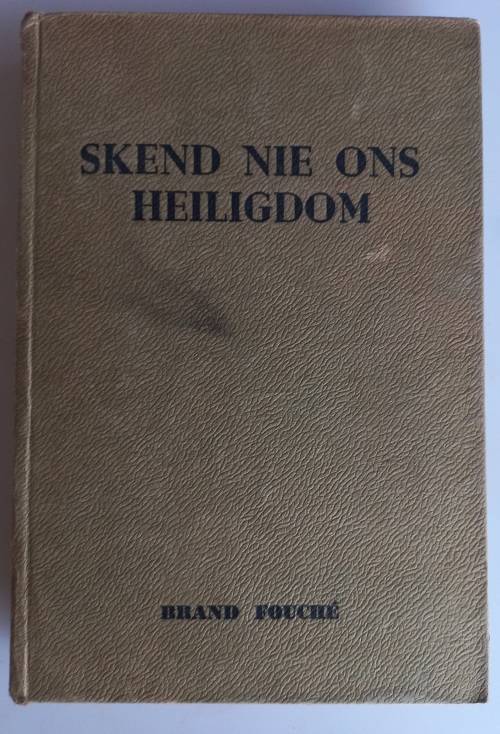 SKEND NIE ONS
HEILIGDOM
BRAND FOUCHÉ